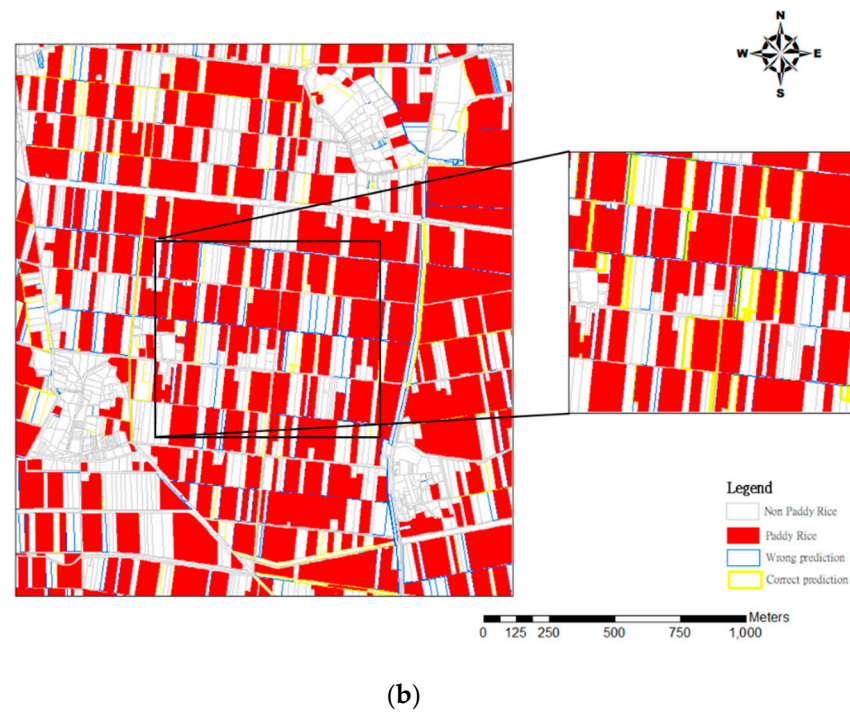 N
W E
S
Legend
Non Paddy Rice
Paddy Rice
Wrong prediction
Correct prediction
Meters
0 125 250 500 750 1,000
(b)